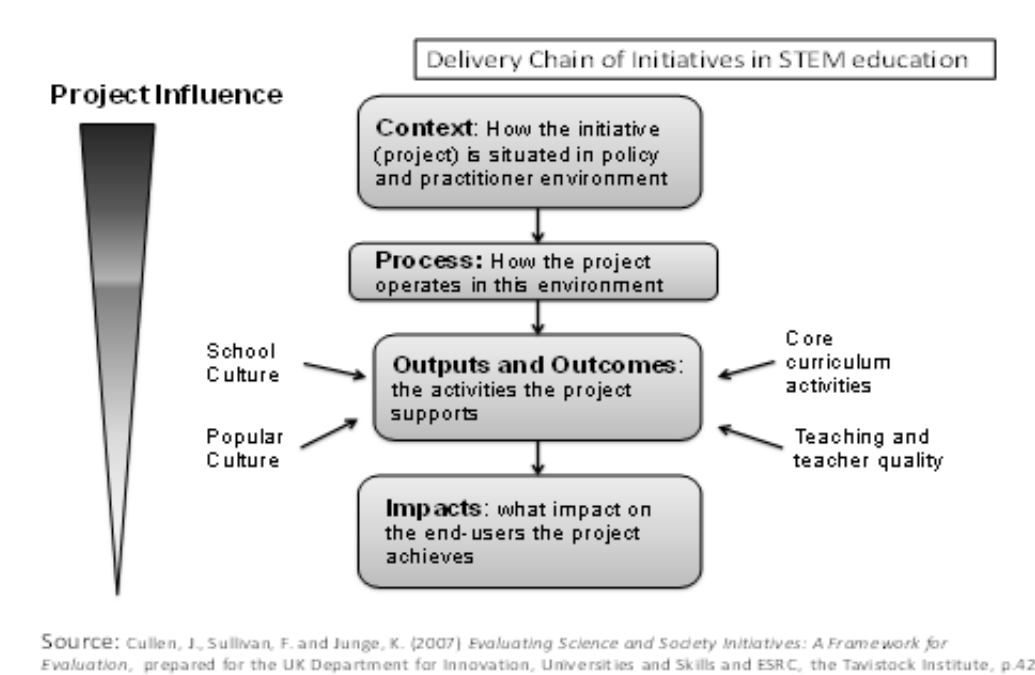 Delivery Chain of Initiatives in STEM education
Project Influence
Context: How the initiative
(project) is situated in policy
and practitioner environment
Process: How the project
operates in this environment
School
Culture
Core
curriculum
activities
Outputs and Outcomes:
the activities the project
supports
Popular
Culture
Teaching and
teacher quality
Impacts: what impact on
the end-users the project
achieves
Source: Cullen, J., Sullivan, F. and Junge, K. (2007) Evaluating Science and Society Initiatives: A Framework for
Evaluation, prepared for the UK Department for Innovation, Universities and Skills and ESRC, the Tavistock Institute, p.42